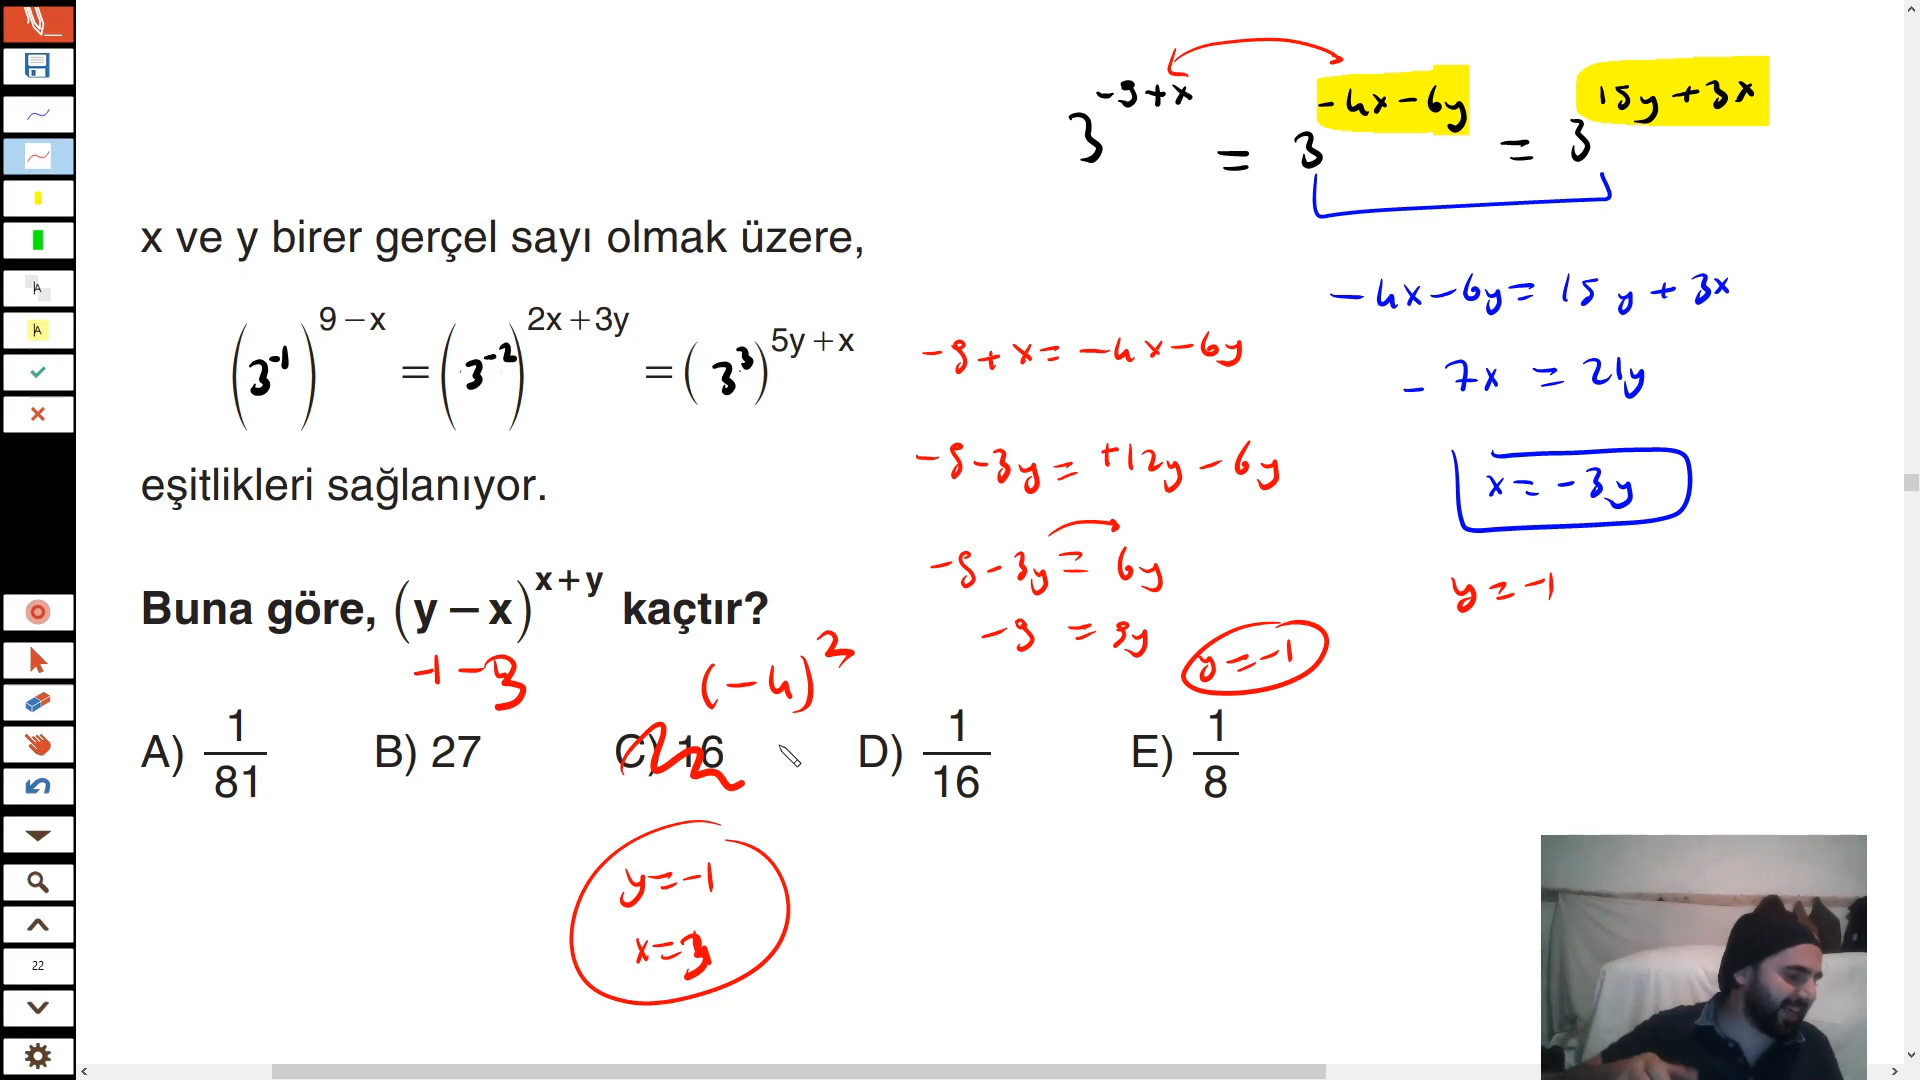 3^{-9+x} = 3^{-4x-6y} = 3^{15y+3x}
x ve y birer gerçel sayı olmak üzere,
(3^{-1})^{9-x} = (3^{-2})^{2x+3y} = (3^3)^{5y+x}
eşitlikleri sağlanıyor.
Buna göre, (y-x)^{x+y} kaçtır?
-1-3
(-4)^2
A) 1/81 B) 27 C) 16 D) 1/16 E) 1/8
y=-1
x=3
-9+x=-4x-6y
-9-3y=+12y-6y
-9-3y=6y
-9=9y
y=-1
-4x-6y=15y+3x
-7x=21y
x=-3y
y=-1
A
A
22